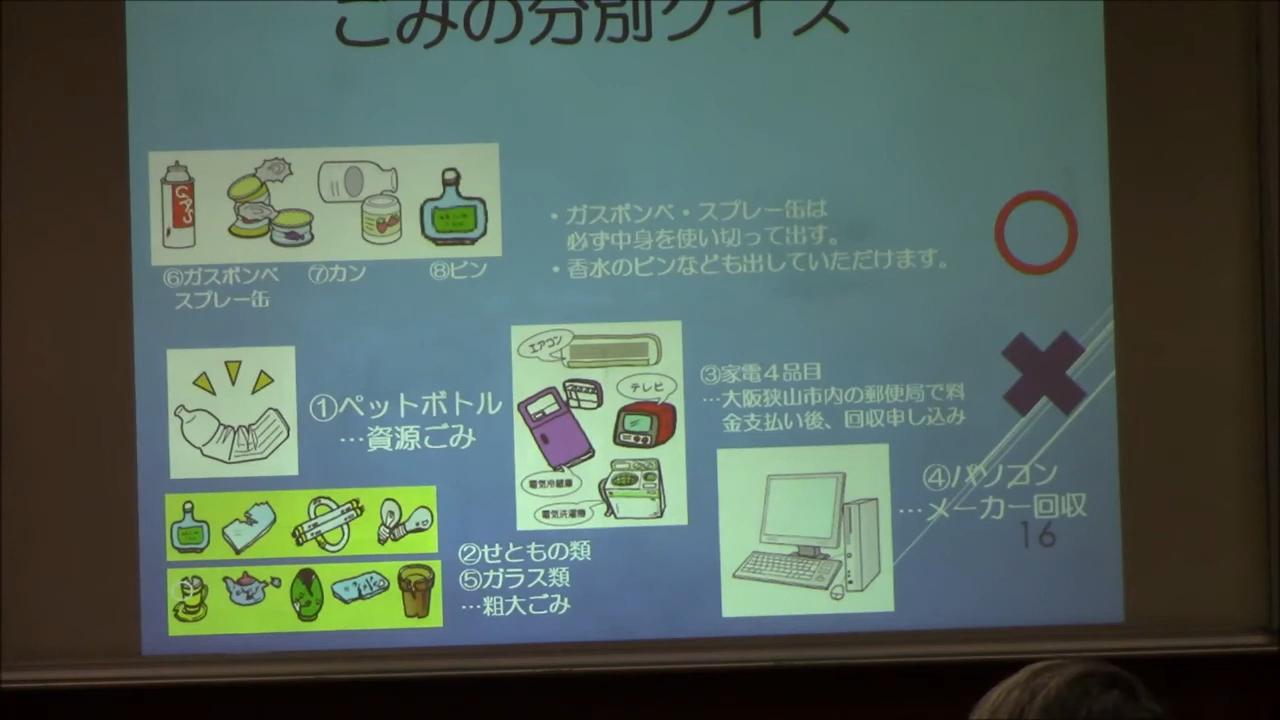 ごみの分別クイズ
GAS
⑥ガスボンベ
スプレー缶
⑦カン
⑧ビン
・ガスボンベ・スプレー缶は
必ず中身を使い切って出す。
・香水のビンなども出していただけます。
①ペットボトル
…資源ごみ
エアコン
テレビ
電気冷蔵庫
電気洗濯機
③家電４品目
…大阪狭山市内の郵便局で料
金支払い後、回収申し込み
④パソコン
…メーカー回収
16
②せともの類
⑤ガラス類
…粗大ごみ